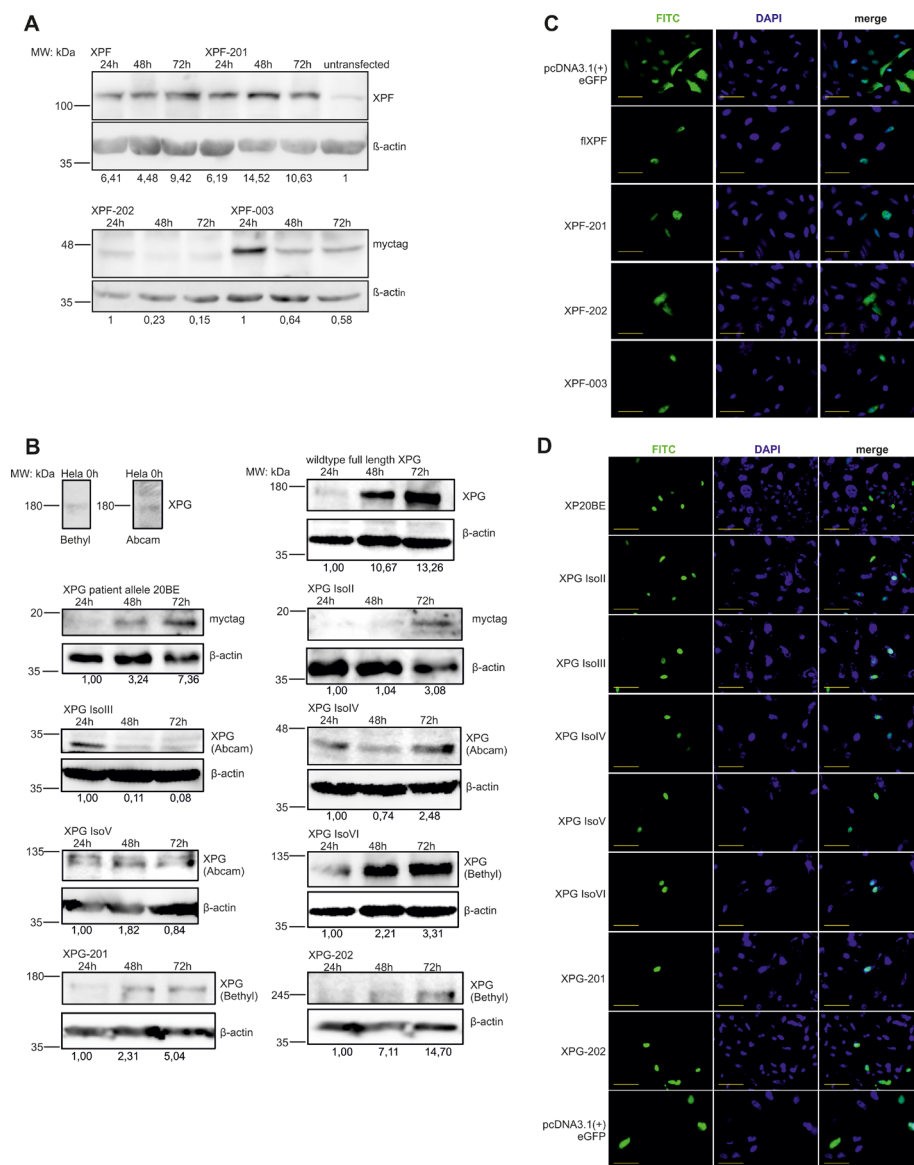 A
MW: kDa
XPF
XPF-201
24h 48h 72h 24h 48h 72h untransfected
100
XPF
ß-actin
35
6,41 4,48 9,42 6,19 14,52 10,63 1
XPF-202
XPF-003
24h 48h 72h 24h 48h 72h
48
myctag
35
ß-actin
1 0,23 0,15 1 0,64 0,58
B
MW: kDa
Hela 0h
Hela 0h
180
180
XPG
Bethyl
Abcam
wildtype full length XPG
MW: kDa
24h 48h 72h
180
XPG
β-actin
35
1,00 10,67 13,26
XPG patient allele 20BE
24h 48h 72h
20
myctag
β-actin
35
1,00 3,24 7,36
XPG IsoII
24h 48h 72h
20
myctag
β-actin
35
1,00 1,04 3,08
XPG IsoIII
24h 48h 72h
35
XPG
(Abcam)
β-actin
35
1,00 0,11 0,08
XPG IsoIV
24h 48h 72h
48
XPG
(Abcam)
β-actin
35
1,00 0,74 2,48
XPG IsoV
24h 48h 72h
135
XPG
(Abcam)
β-actin
35
1,00 1,82 0,84
XPG IsoVI
24h 48h 72h
135
XPG
(Bethyl)
β-actin
35
1,00 2,21 3,31
XPG-201
24h 48h 72h
180
XPG
(Bethyl)
β-actin
35
1,00 2,31 5,04
XPG-202
24h 48h 72h
245
XPG
(Bethyl)
β-actin
35
1,00 7,11 14,70
C
FITC DAPI merge
pcDNA3.1(+)
eGFP
flXPF
XPF-201
XPF-202
XPF-003
D
FITC DAPI merge
XP20BE
XPG IsoII
XPG IsoIII
XPG IsoIV
XPG IsoV
XPG IsoVI
XPG-201
XPG-202
pcDNA3.1(+)
eGFP